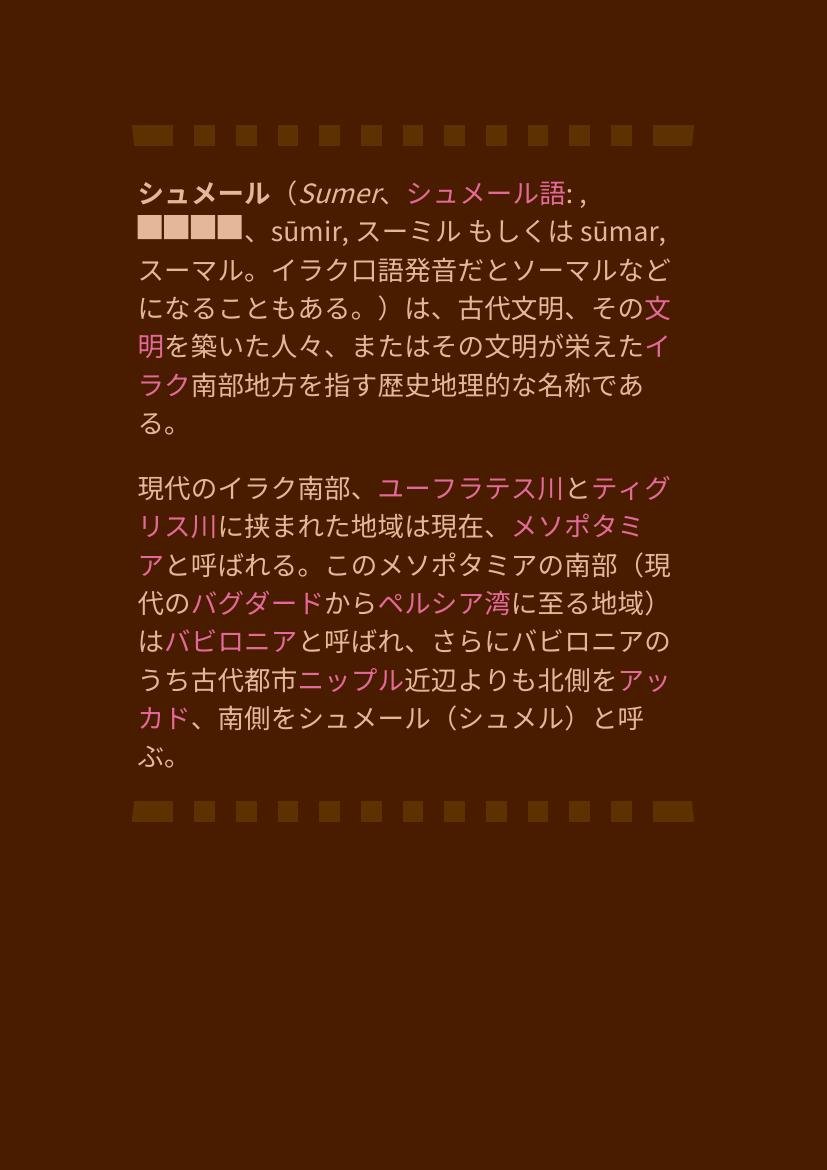 シュメール（Sumer、シュメール語: ,
、sūmir, スーミル もしくは sūmar,
スーマル。イラク口語発音だとソーマルなど
になることもある。）は、古代文明、その文
明を築いた人々、またはその文明が栄えたイ
ラク南部地方を指す歴史地理的な名称であ
る。
現代のイラク南部、ユーフラテス川とティグ
リス川に挟まれた地域は現在、メソポタミ
アと呼ばれる。このメソポタミアの南部（現
代のバグダードからペルシア湾に至る地域）
はバビロニアと呼ばれ、さらにバビロニアの
うち古代都市ニップル近辺よりも北側をアッ
カド、南側をシュメール（シュメル）と呼
ぶ。